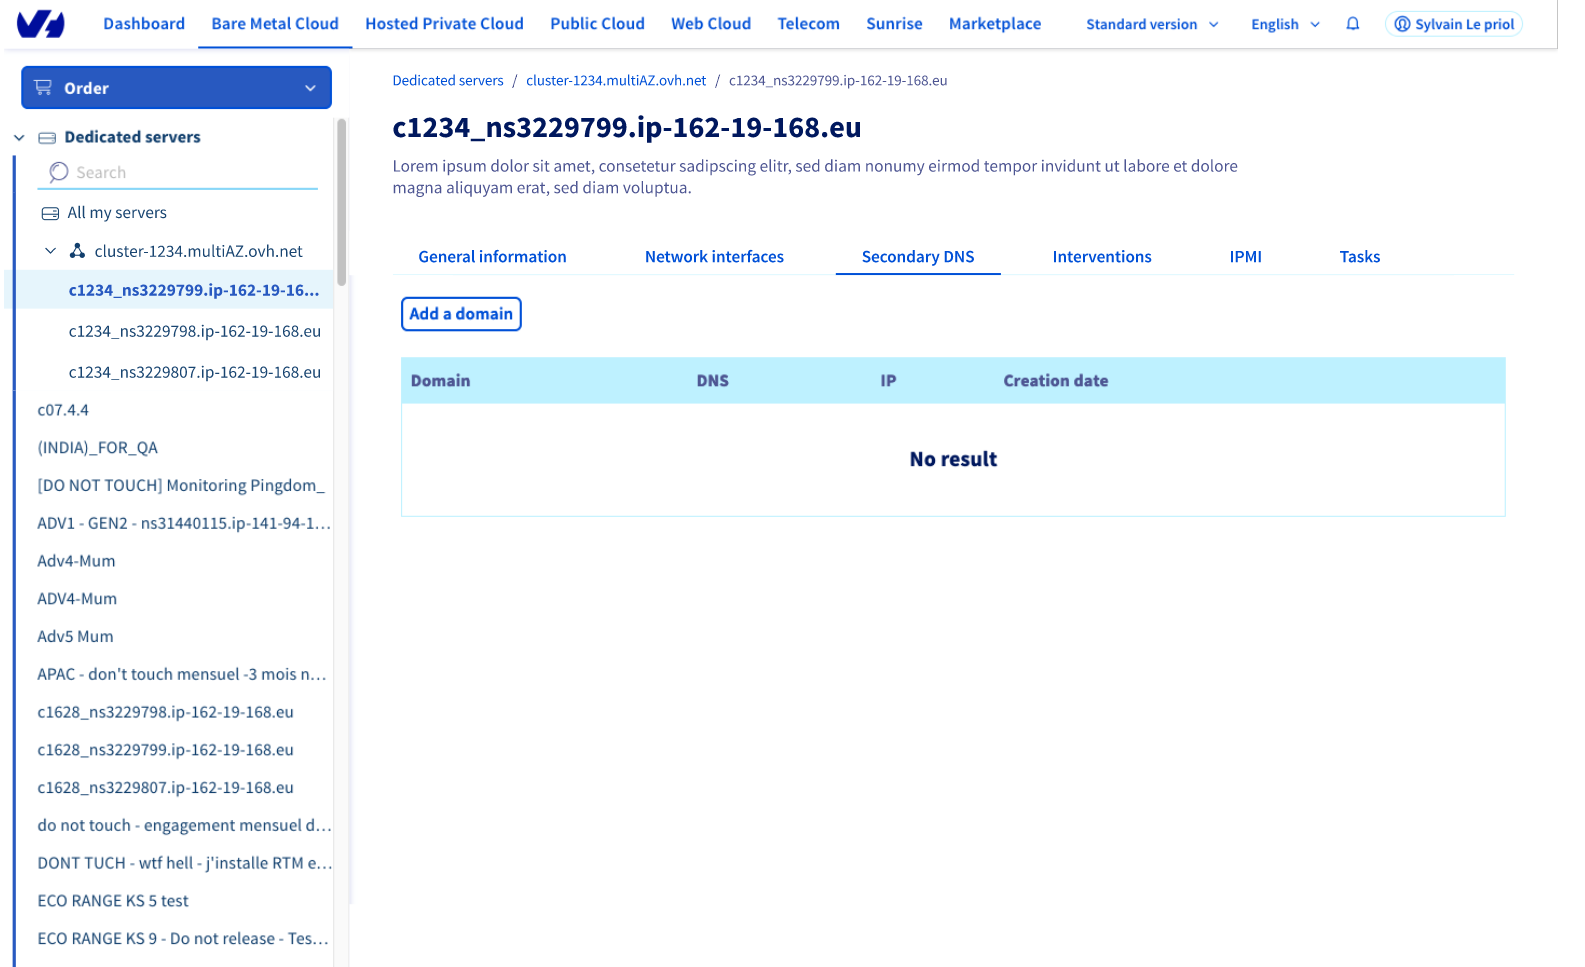 Dashboard Bare Metal Cloud Hosted Private Cloud Public Cloud Web Cloud Telecom Sunrise Marketplace Standard version English Sylvain Le priol
Order
Dedicated servers
Search
All my servers
cluster-1234.multiAZ.ovh.net
c1234_ns3229799.ip-162-19-16...
c1234_ns3229798.ip-162-19-168.eu
c1234_ns3229807.ip-162-19-168.eu
c07.4.4
(INDIA)_FOR_QA
[DO NOT TOUCH] Monitoring Pingdom_
ADV1 - GEN2 - ns31440115.ip-141-94-1...
Adv4-Mum
ADV4-Mum
Adv5 Mum
APAC - don't touch mensuel -3 mois n...
c1628_ns3229798.ip-162-19-168.eu
c1628_ns3229799.ip-162-19-168.eu
c1628_ns3229807.ip-162-19-168.eu
do not touch - engagement mensuel d...
DONT TUCH - wtf hell - j'installe RTM e...
ECO RANGE KS 5 test
ECO RANGE KS 9 - Do not release - Tes...
Dedicated servers / cluster-1234.multiAZ.ovh.net / c1234_ns3229799.ip-162-19-168.eu
c1234_ns3229799.ip-162-19-168.eu
Lorem ipsum dolor sit amet, consetetur sadipscing elitr, sed diam nonumy eirmod tempor invidunt ut labore et dolore
magna aliquyam erat, sed diam voluptua.
General information Network interfaces Secondary DNS Interventions IPMI Tasks
Add a domain
Domain DNS IP Creation date
No result